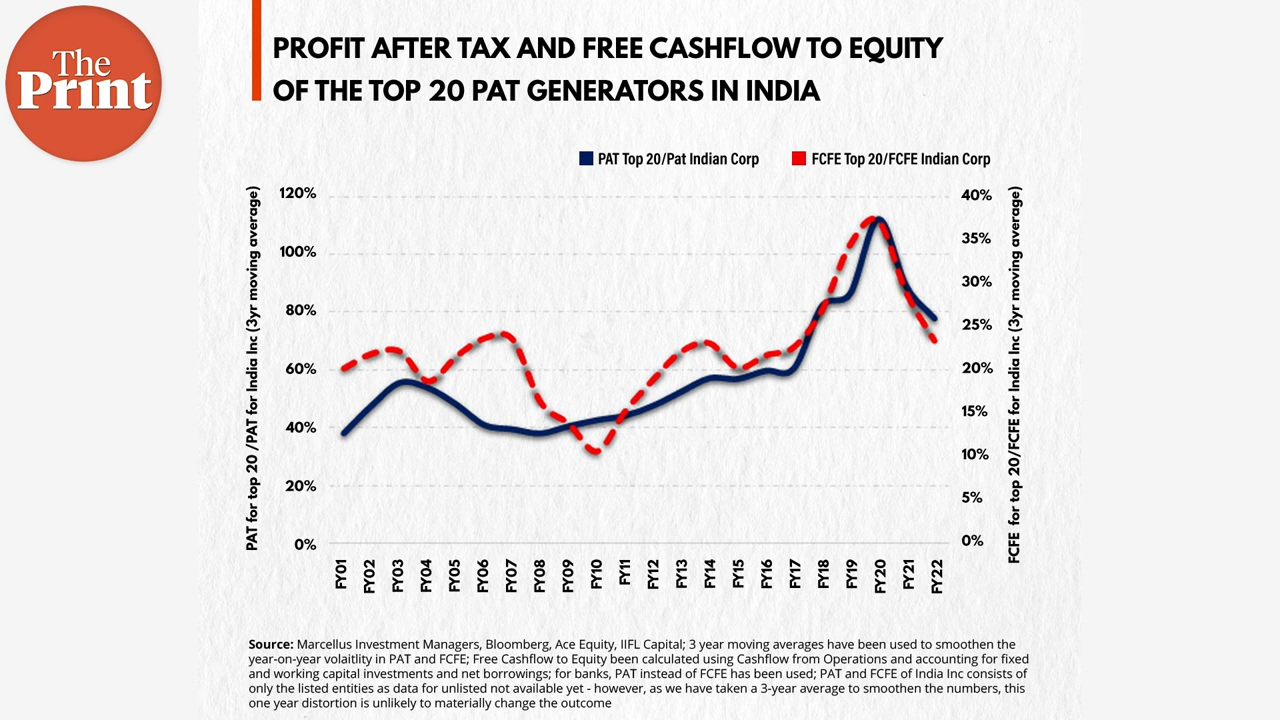 The
Print
PROFIT AFTER TAX AND FREE CASHFLOW TO EQUITY
OF THE TOP 20 PAT GENERATORS IN INDIA
PAT Top 20/Pat Indian Corp
FCFE Top 20/FCFE Indian Corp
PAT for top 20 /PAT for India Inc (3yr moving average)
120%
100%
80%
60%
40%
20%
0%
40%
35%
30%
25%
20%
15%
10%
5%
0%
FCFE for top 20/FCFE for India Inc (3yr moving average)
FY01 FY02 FY03 FY04 FY05 FY06 FY07 FY08 FY09 FY10 FY11 FY12 FY13 FY14 FY15 FY16 FY17 FY18 FY19 FY20 FY21 FY22
Source: Marcellus Investment Managers, Bloomberg, Ace Equity, IIFL Capital; 3 year moving averages have been used to smoothen the
year-on-year volaitlity in PAT and FCFE; Free Cashflow to Equity been calculated using Cashflow from Operations and accounting for fixed
and working capital investments and net borrowings; for banks, PAT instead of FCFE has been used; PAT and FCFE of India Inc consists of
only the listed entities as data for unlisted not available yet - however, as we have taken a 3-year average to smoothen the numbers, this
one year distortion is unlikely to materially change the outcome